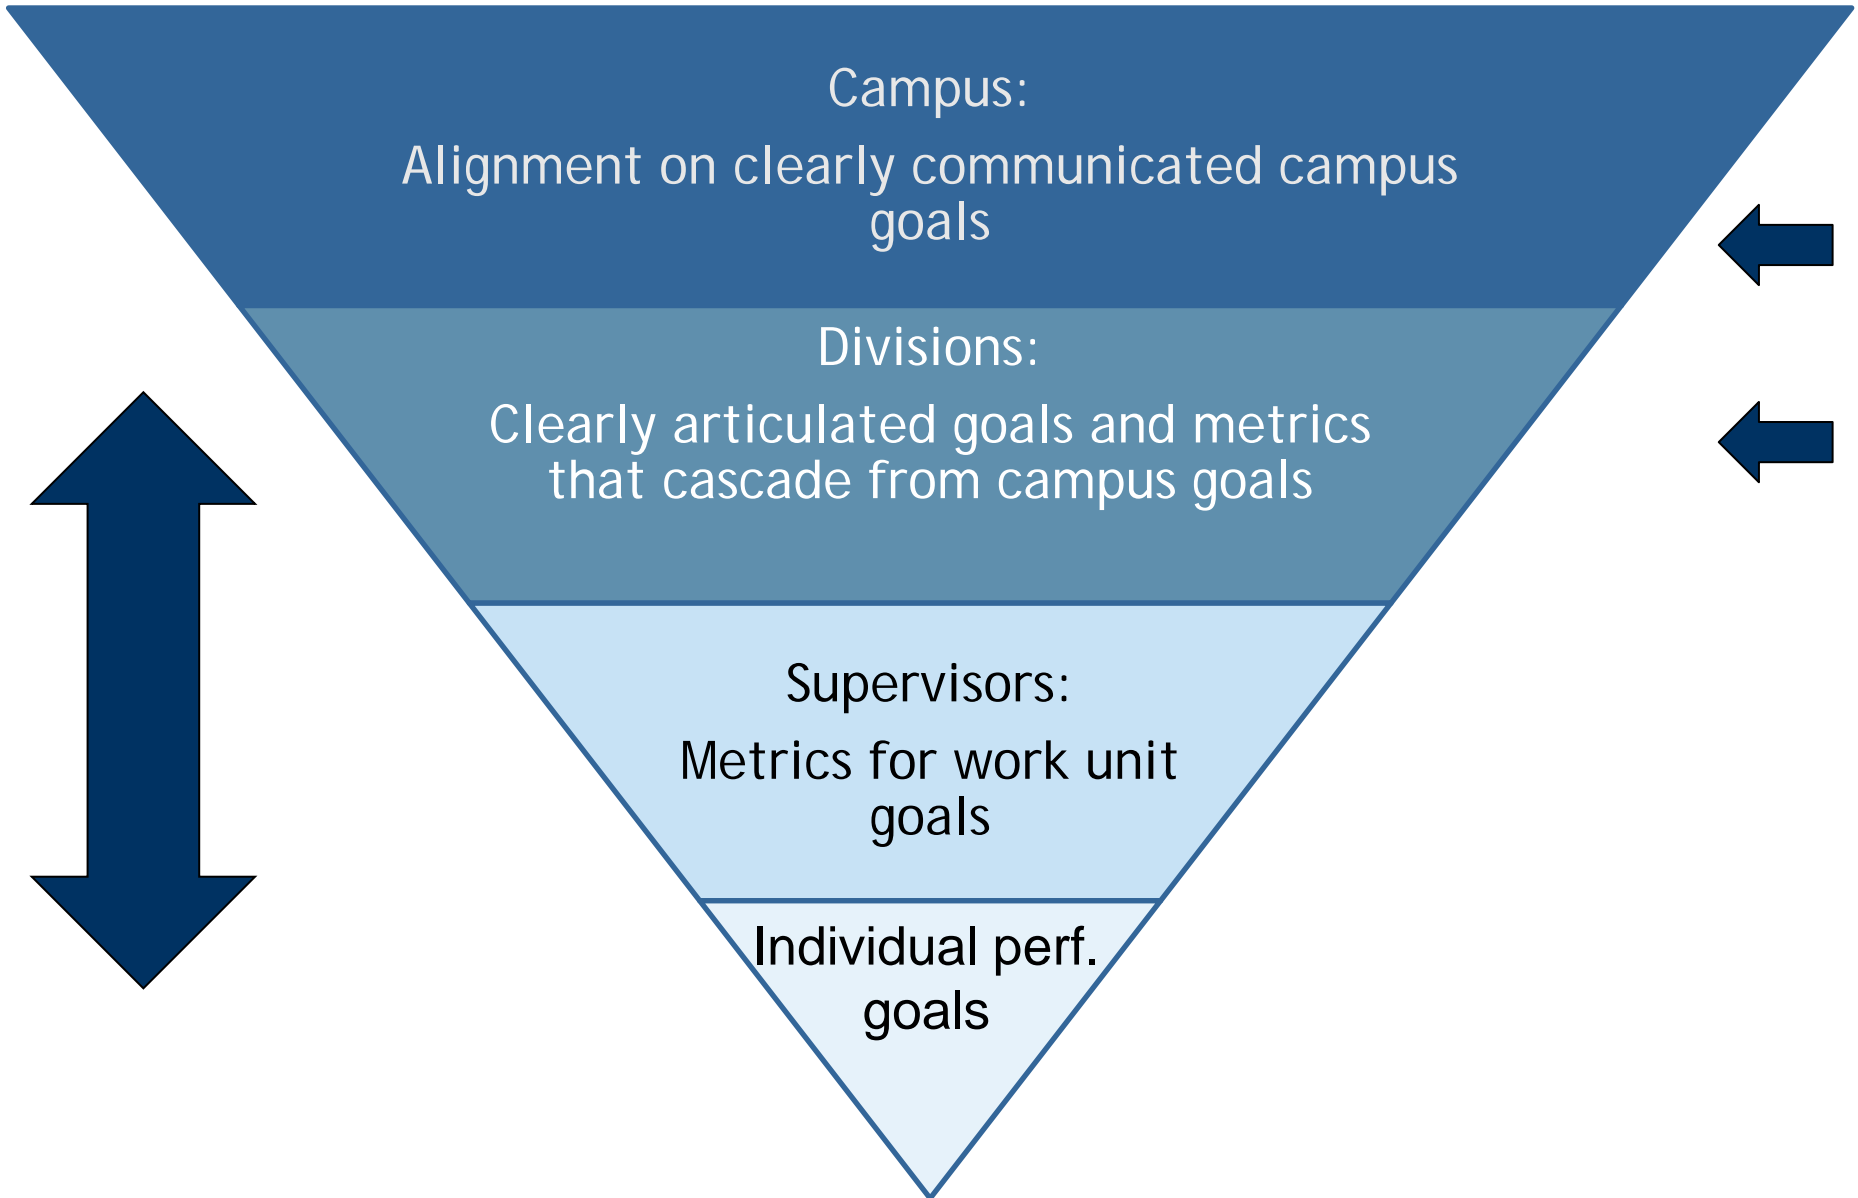 Campus:
Alignment on clearly communicated campus
goals
Divisions:
Clearly articulated goals and metrics
that cascade from campus goals
Supervisors:
Metrics for work unit
goals
Individual perf.
goals